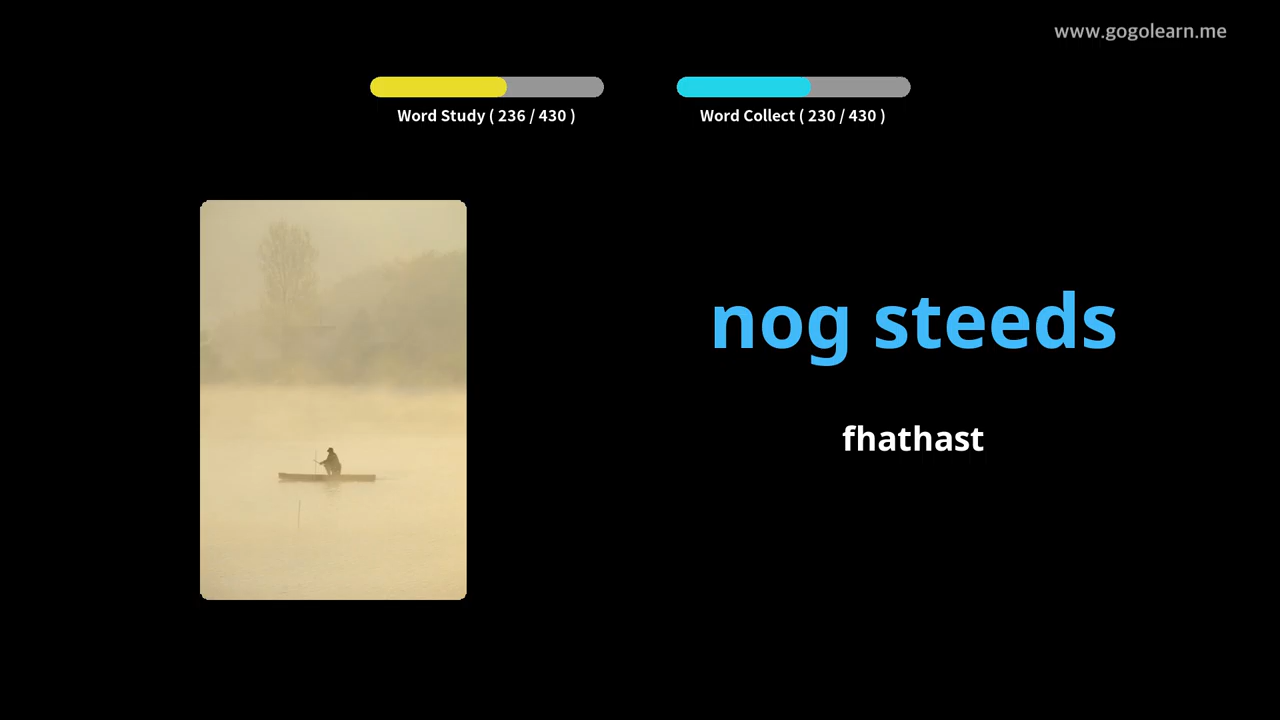 www.gogolearn.me
Word Study ( 236 / 430 )
Word Collect ( 230 / 430 )
nog steeds
fhathast